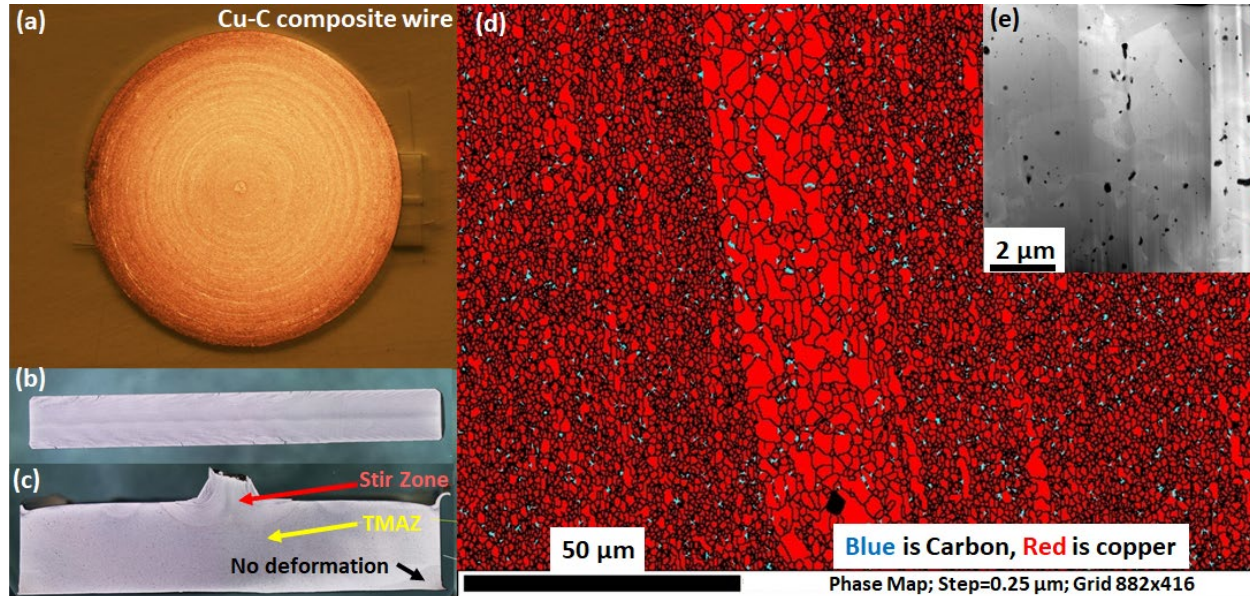 (a)
Cu-C composite wire
(b)
(c)
Stir Zone
TMAZ
No deformation
(d)
(e)
2 μm
50 μm
Blue is Carbon, Red is copper
Phase Map; Step=0.25 μm; Grid 882x416